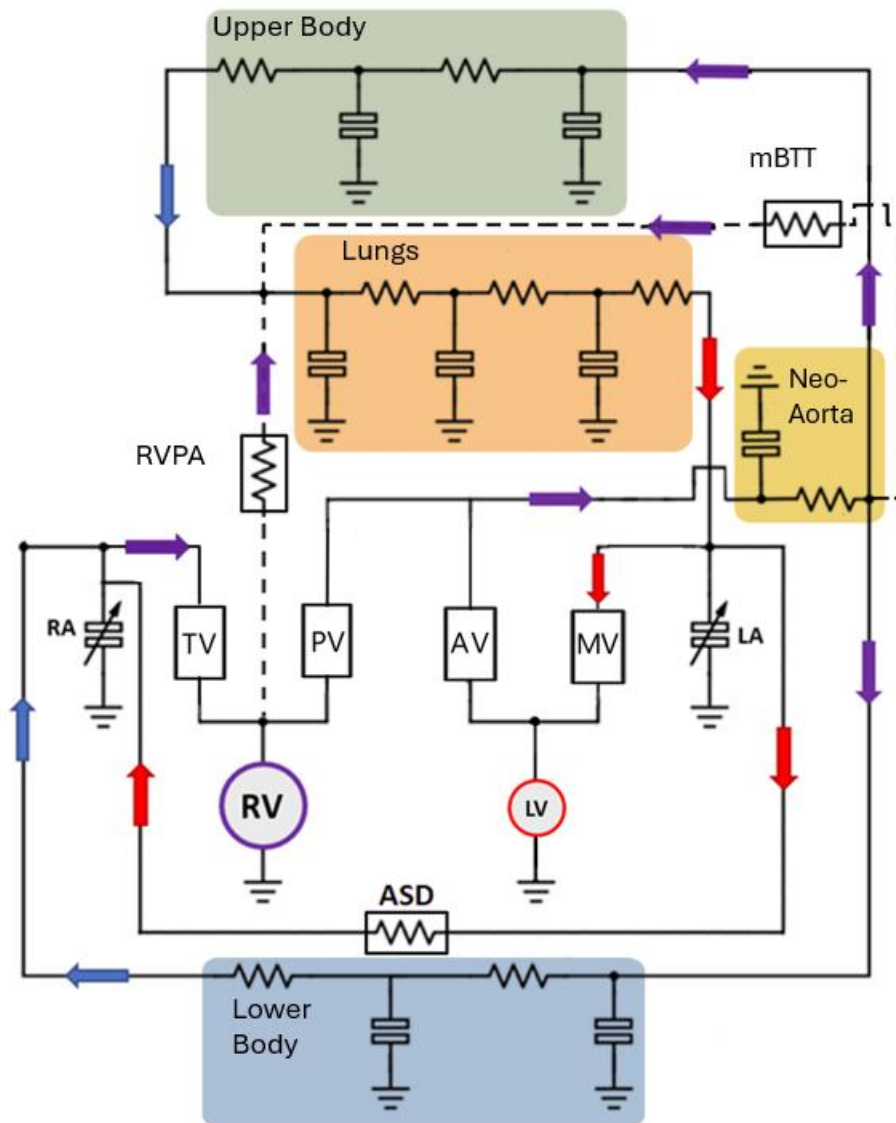 Upper Body
mBTT
Lungs
Neo-
Aorta
RVPA
RA
TV
PV
AV
MV
LA
RV
LV
ASD
Lower
Body